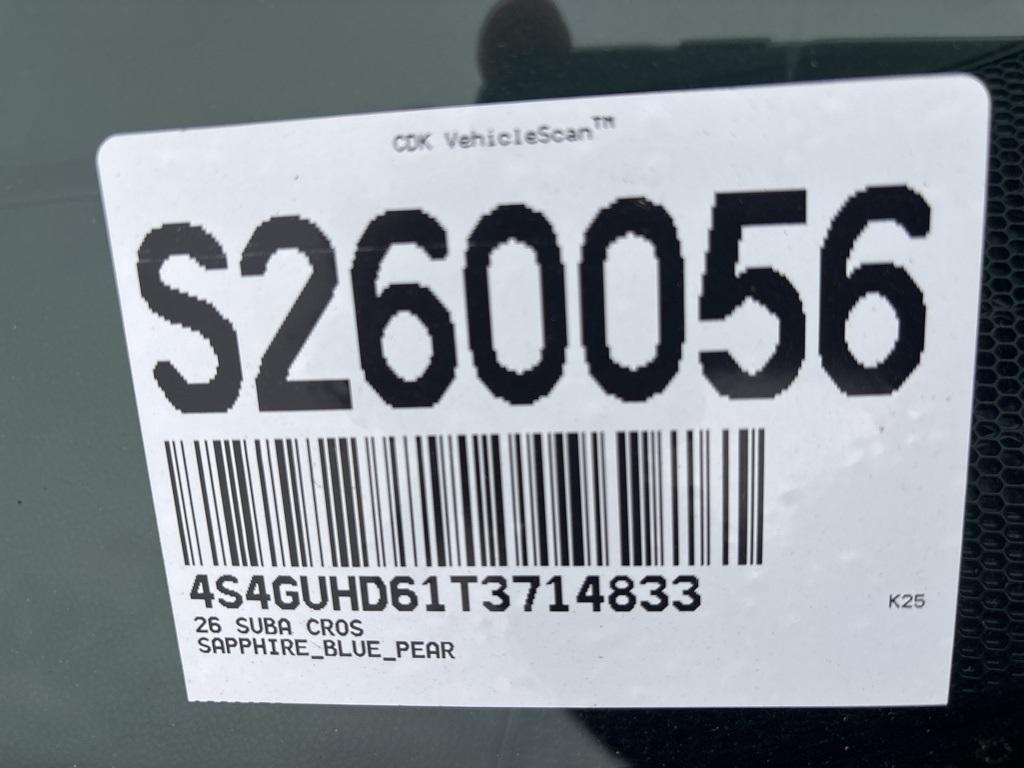 CDK VehicleScan™
S260056
4S4GUHD61T3714833
K25
26 SUBA CROS
SAPPHIRE_BLUE_PEAR